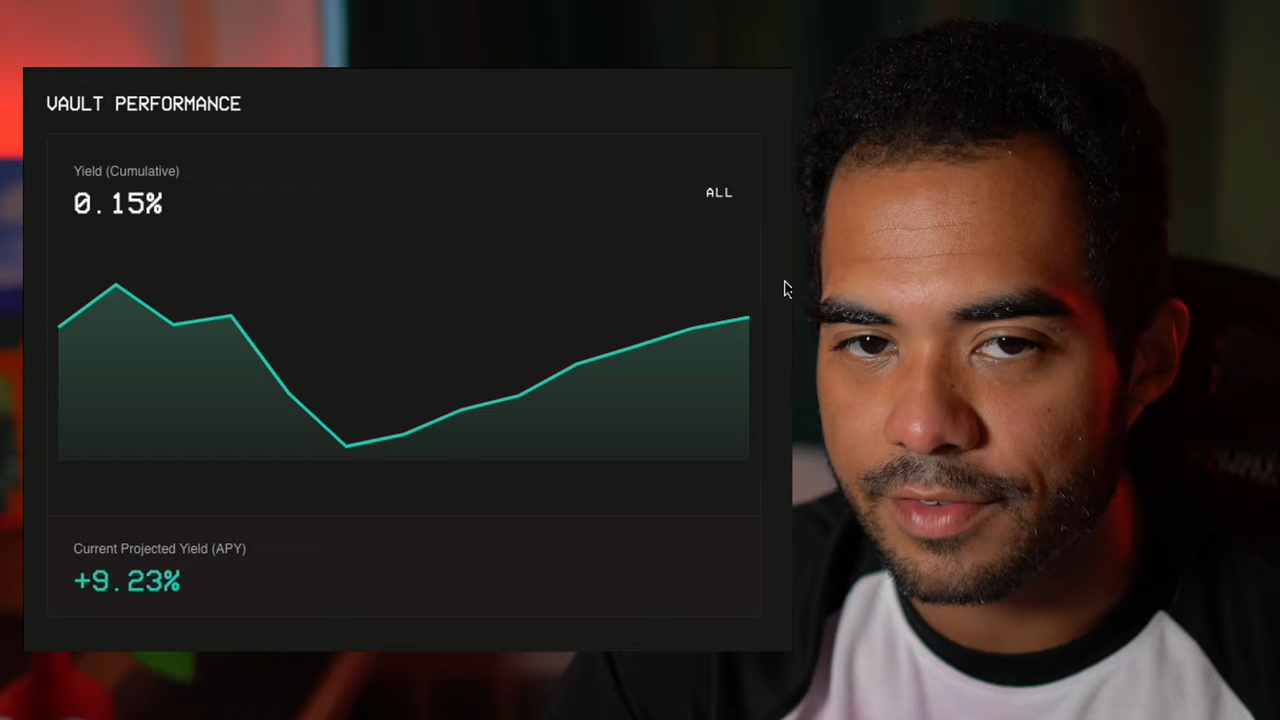 VAULT PERFORMANCE
Yield (Cumulative)
0.15%
ALL
Current Projected Yield (APY)
+9.23%